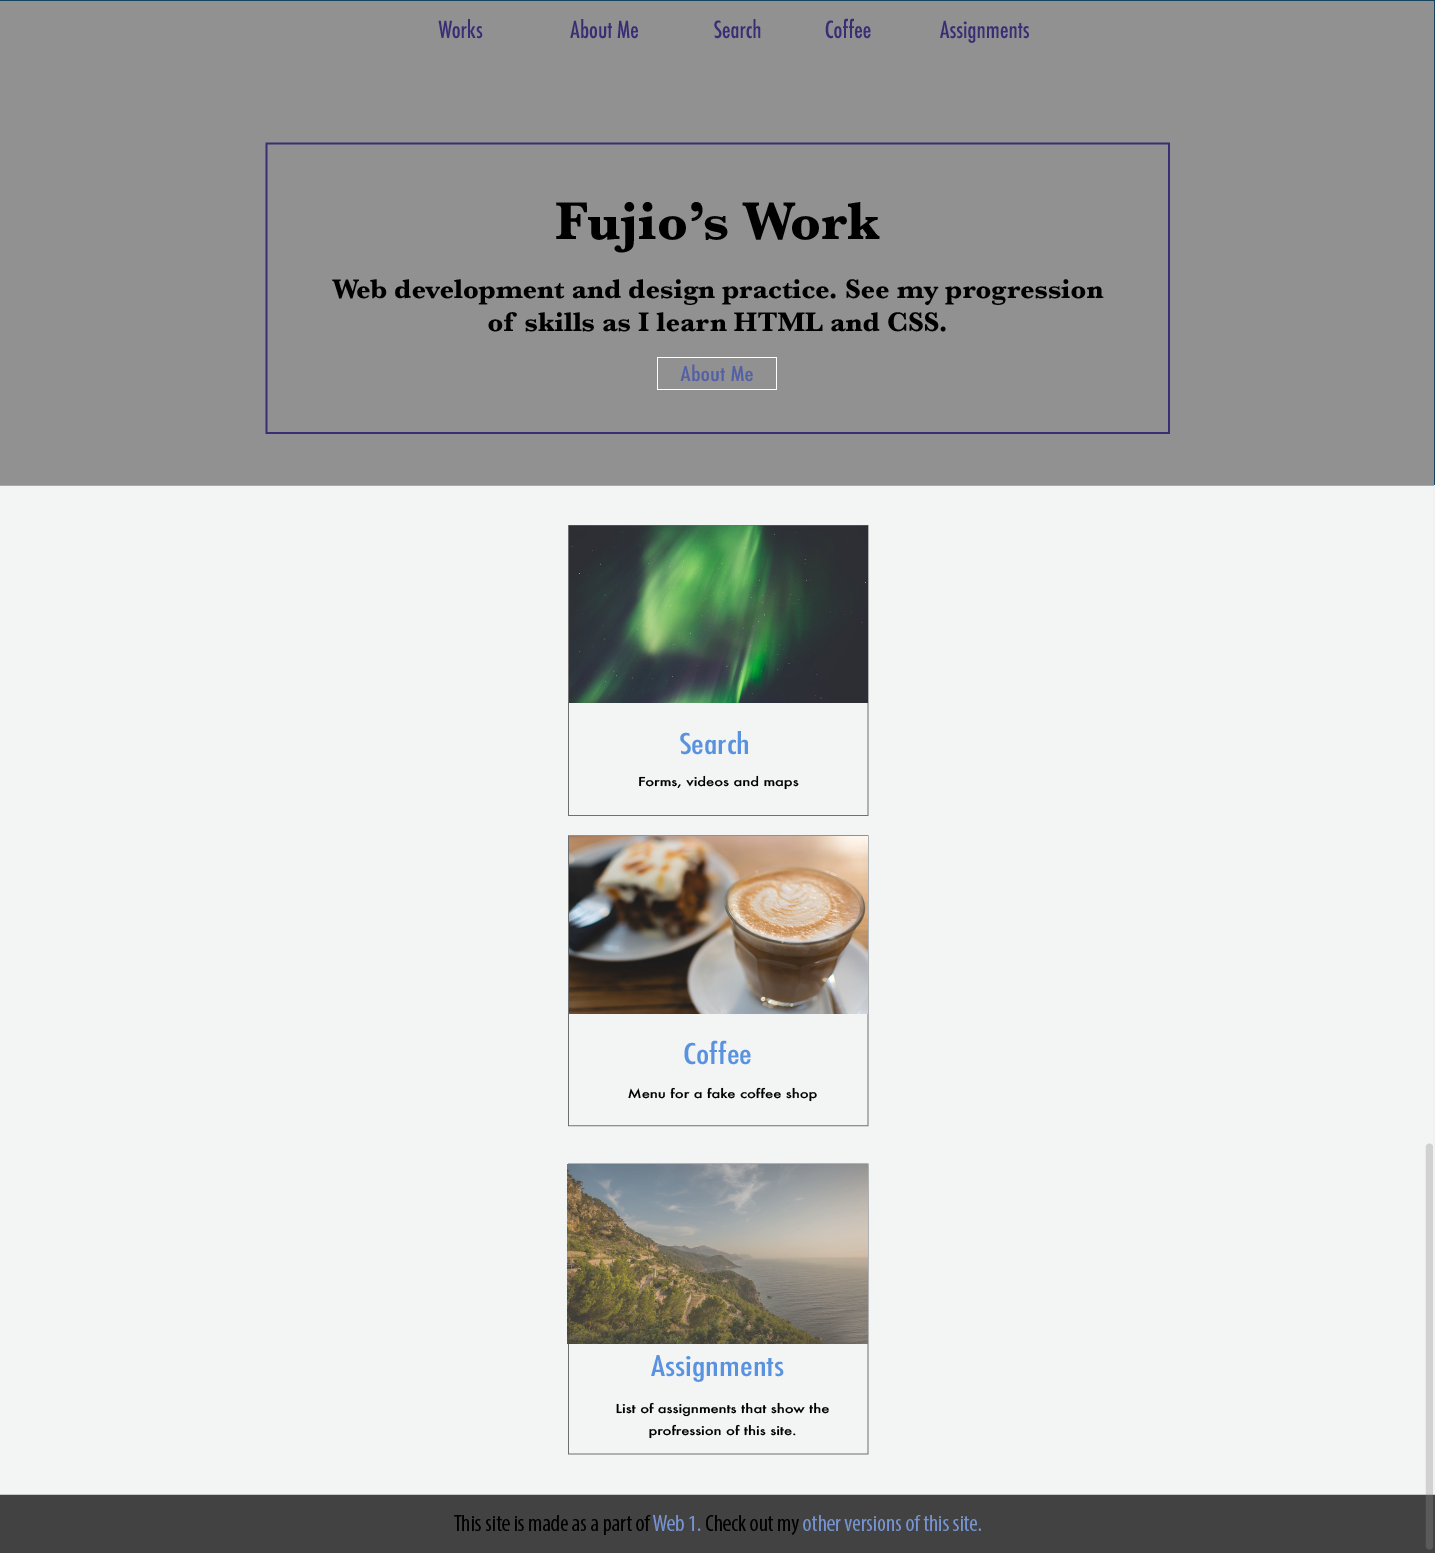 Works About Me Search Coffee Assignments
Fujio’s Work
Web development and design practice. See my progression
of skills as I learn HTML and CSS.
About Me
Search
Forms, videos and maps
Coffee
Menu for a fake coffee shop
Assignments
List of assignments that show the
profression of this site.
This site is made as a part of Web 1. Check out my other versions of this site.